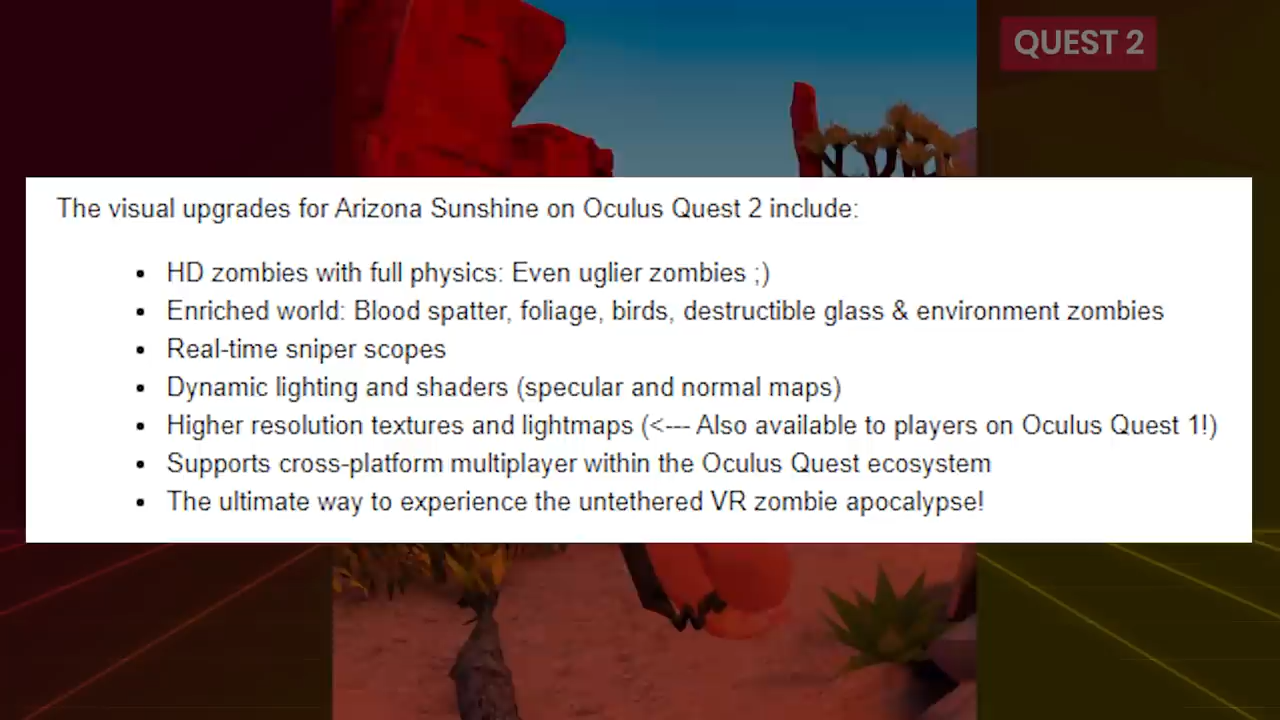 QUEST 2
The visual upgrades for Arizona Sunshine on Oculus Quest 2 include:
• HD zombies with full physics: Even uglier zombies ;)
• Enriched world: Blood spatter, foliage, birds, destructible glass & environment zombies
• Real-time sniper scopes
• Dynamic lighting and shaders (specular and normal maps)
• Higher resolution textures and lightmaps (<--- Also available to players on Oculus Quest 1!)
• Supports cross-platform multiplayer within the Oculus Quest ecosystem
• The ultimate way to experience the untethered VR zombie apocalypse!